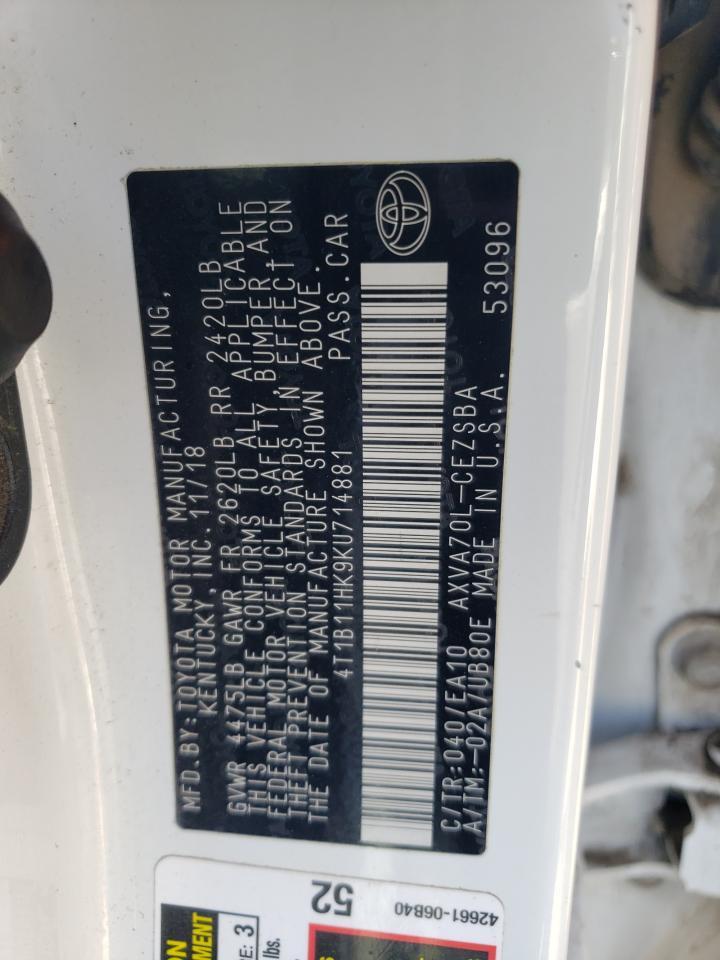 MFD.BY:TOYOTA MOTOR MANUFACTURING,
KENTUCKY, INC. 11/18
GVWR 4475LB GAWR FR 2620LB RR 2420LB
THIS VEHICLE CONFORMS TO ALL APPLICABLE
FEDERAL MOTOR VEHICLE SAFETY, BUMPER, AND
THEFT PREVENTION STANDARDS IN EFFECT ON
THE DATE OF MANUFACTURE SHOWN ABOVE.
4T1B11HK9KU714881 PASS.CAR
C/TR:040/EA10 AXVA70L-CEZSBA
A/TM:-02A/UB80E MADE IN U.S.A. 53096
52
42661-06B40
3
lbs.